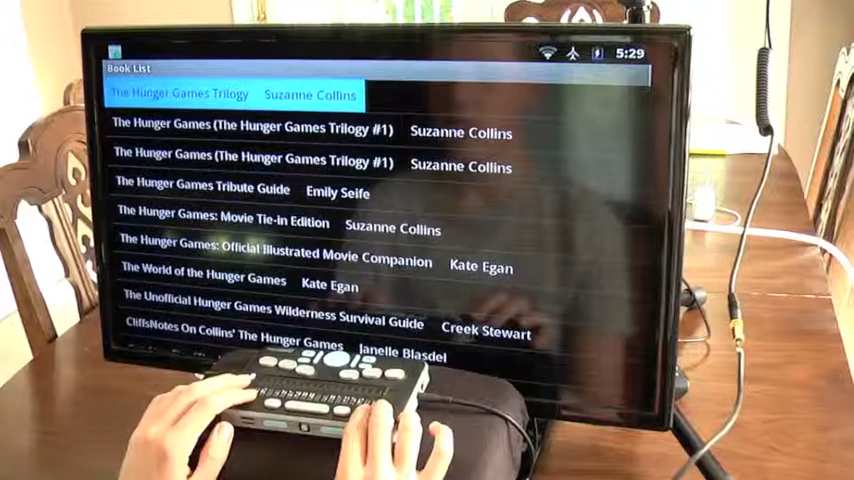 5:29
Book List
The Hunger Games Trilogy Suzanne Collins
The Hunger Games (The Hunger Games Trilogy #1) Suzanne Collins
The Hunger Games (The Hunger Games Trilogy #1) Suzanne Collins
The Hunger Games Tribute Guide Emily Seife
The Hunger Games: Movie Tie-in Edition Suzanne Collins
The Hunger Games: Official Illustrated Movie Companion Kate Egan
The World of the Hunger Games Kate Egan
The Unofficial Hunger Games Wilderness Survival Guide Creek Stewart
CliffsNotes On Collins' The Hunger Games Janelle Blasdel